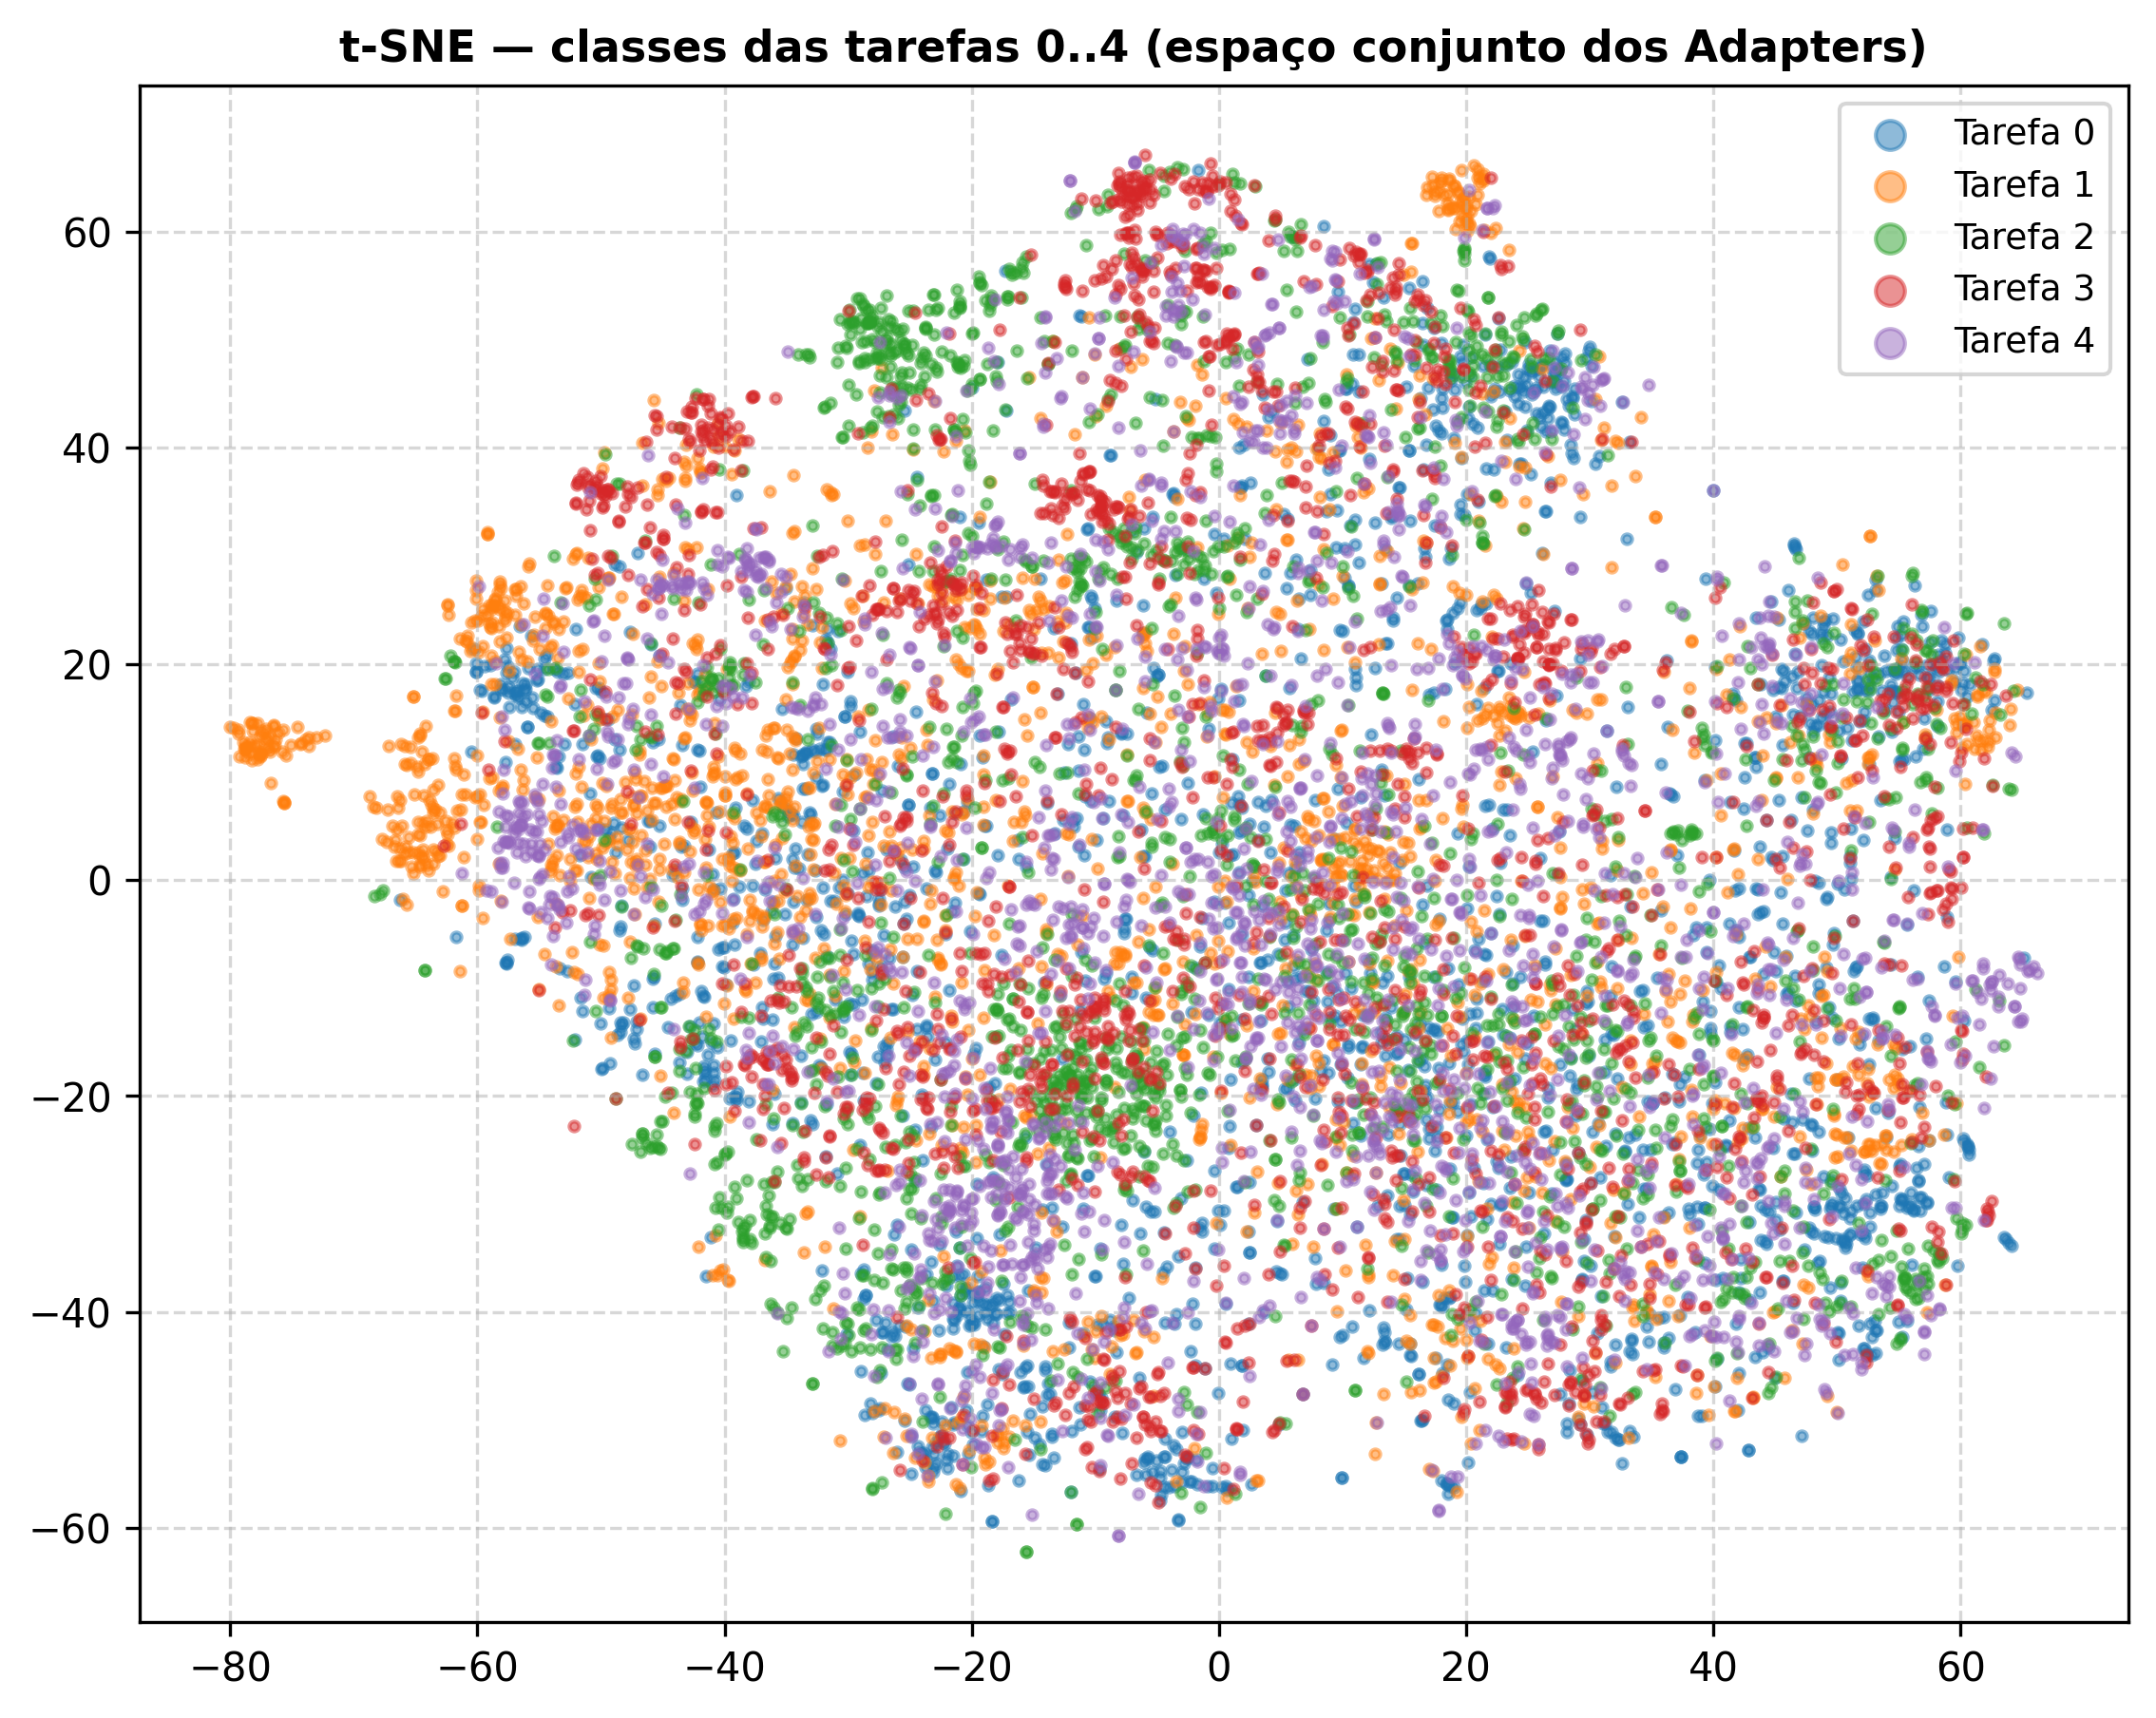 t-SNE — classes das tarefas 0..4 (espaço conjunto dos Adapters)
Tarefa 0
Tarefa 1
Tarefa 2
Tarefa 3
Tarefa 4
60
40
20
0
−20
−40
−60
−80 −60 −40 −20 0 20 40 60